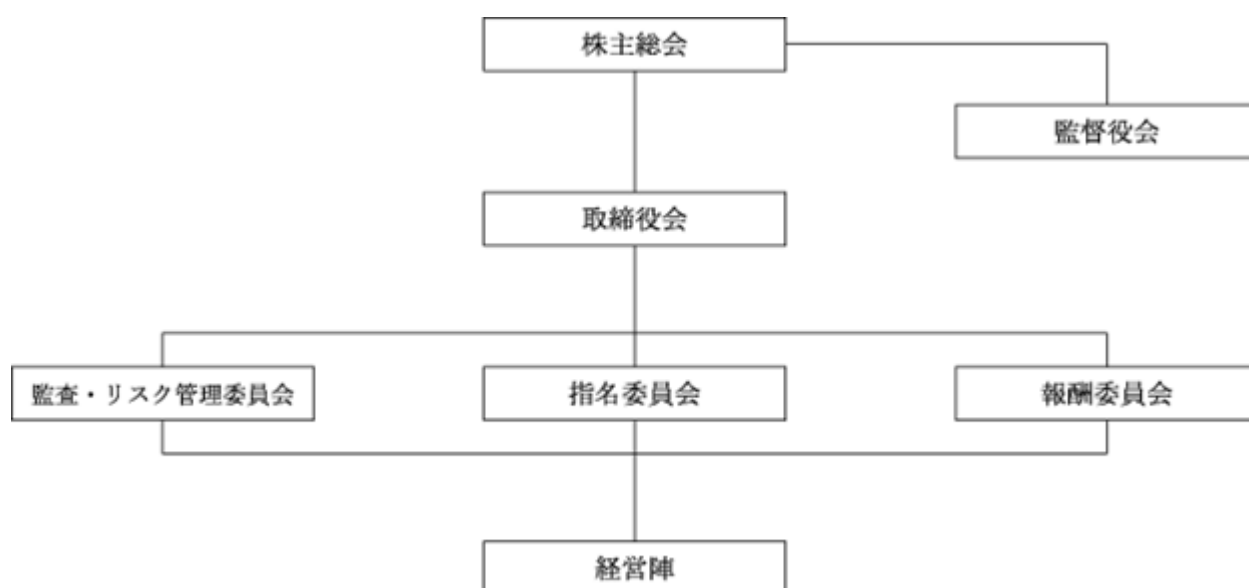 株主総会
監督役会
取締役会
監査・リスク管理委員会
指名委員会
報酬委員会
経営陣